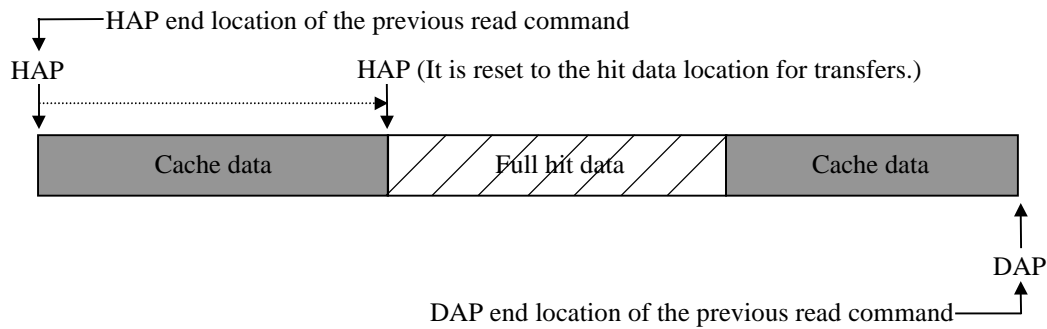 HAP end location of the previous read command
HAP
HAP (It is reset to the hit data location for transfers.)
Cache data
Full hit data
Cache data
DAP
DAP end location of the previous read command